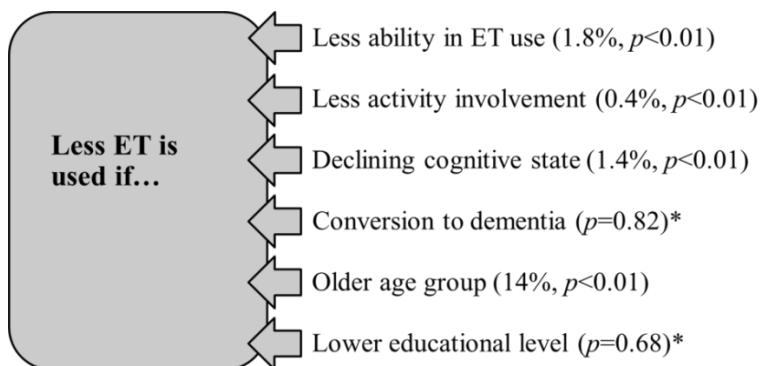 Less ET is
used if…
Less ability in ET use (1.8%, p<0.01)
Less activity involvement (0.4%, p<0.01)
Declining cognitive state (1.4%, p<0.01)
Conversion to dementia (p=0.82)*
Older age group (14%, p<0.01)
Lower educational level (p=0.68)*